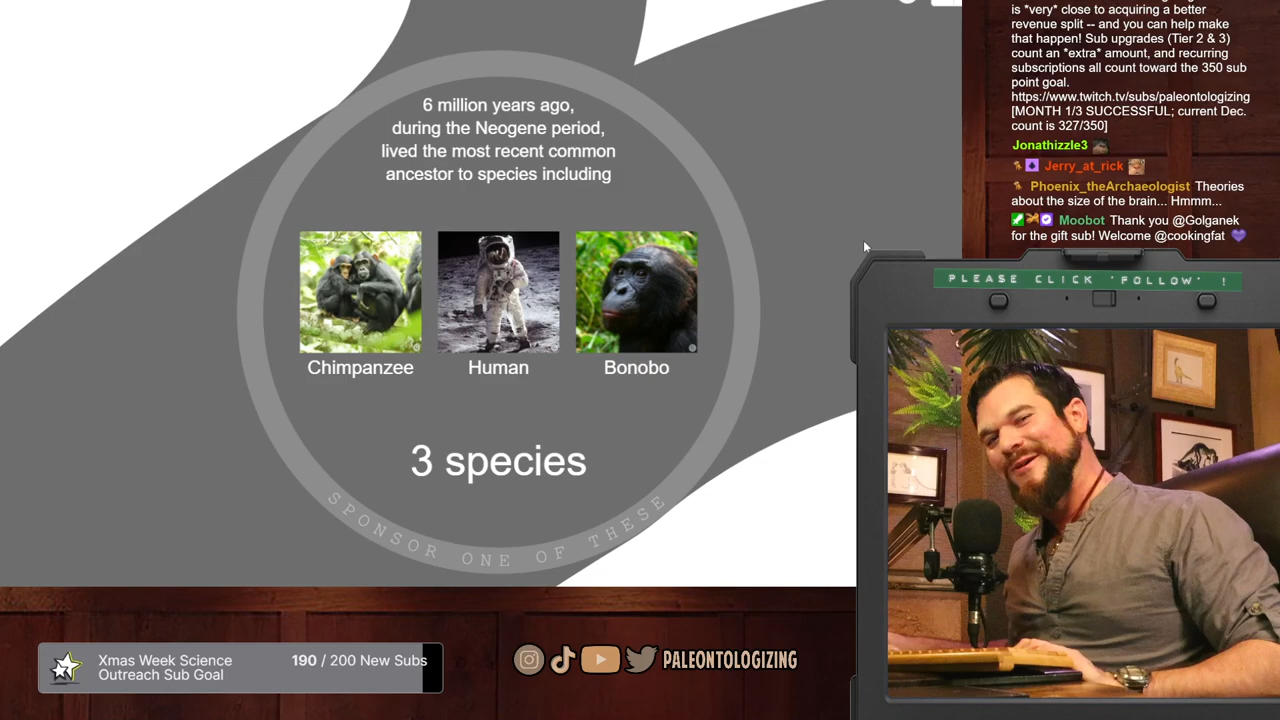 6 million years ago,
during the Neogene period,
lived the most recent common
ancestor to species including
Chimpanzee
Human
Bonobo
3 species
SPONSOR ONE OF THESE
is *very* close to acquiring a better
revenue split -- and you can help make
that happen! Sub upgrades (Tier 2 & 3)
count an *extra* amount, and recurring
subscriptions all count toward the 350 sub
point goal.
https://www.twitch.tv/subs/paleontologizing
[MONTH 1/3 SUCCESSFUL; current Dec.
count is 327/350]
Jonathizzle3
Jerry_at_rick
Phoenix_theArchaeologist Theories
about the size of the brain... Hmmm...
Moobot Thank you @Golganek
for the gift sub! Welcome @cookingfat
PLEASE CLICK 'FOLLOW' !
Xmas Week Science
Outreach Sub Goal
190 / 200 New Subs
PALEONTOLOGIZING